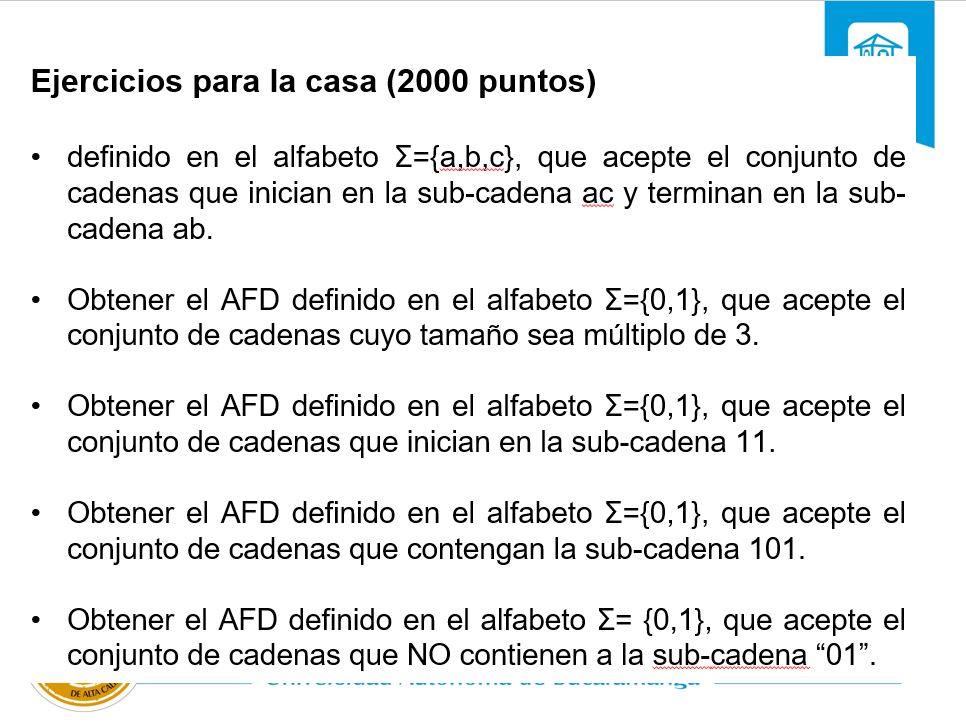 Ejercicios para la casa (2000 puntos)
• definido en el alfabeto Σ={a,b,c}, que acepte el conjunto de
cadenas que inician en la sub-cadena ac y terminan en la sub-
cadena ab.
• Obtener el AFD definido en el alfabeto Σ={0,1}, que acepte el
conjunto de cadenas cuyo tamaño sea múltiplo de 3.
• Obtener el AFD definido en el alfabeto Σ={0,1}, que acepte el
conjunto de cadenas que inician en la sub-cadena 11.
• Obtener el AFD definido en el alfabeto Σ={0,1}, que acepte el
conjunto de cadenas que contengan la sub-cadena 101.
• Obtener el AFD definido en el alfabeto Σ= {0,1}, que acepte el
conjunto de cadenas que NO contienen a la sub-cadena “01”.
DE ALTA